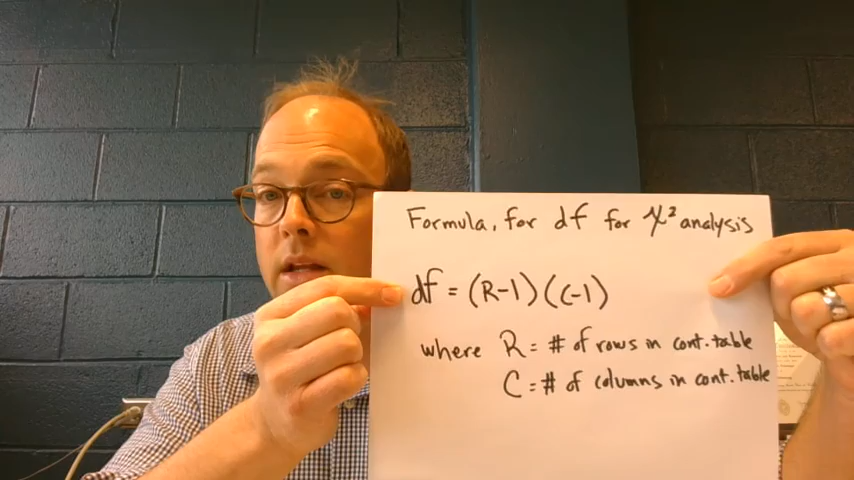 Formula, for df for χ² analysis
df = (R-1)(C-1)
where R = # of rows in cont. table
C = # of columns in cont. table